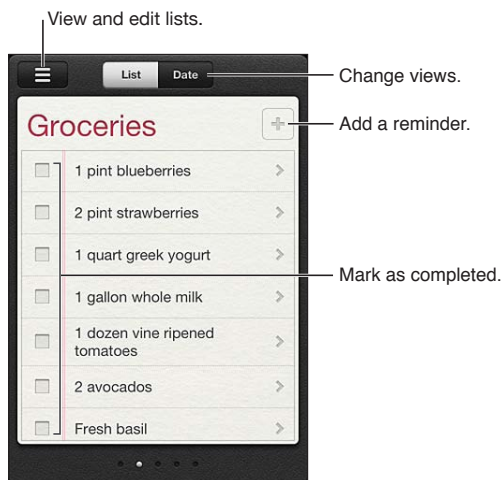 View and edit lists.
List
Date
Change views.
Groceries
Add a reminder.
1 pint blueberries
2 pint strawberries
1 quart greek yogurt
Mark as completed.
1 gallon whole milk
1 dozen vine ripened
tomatoes
2 avocados
Fresh basil